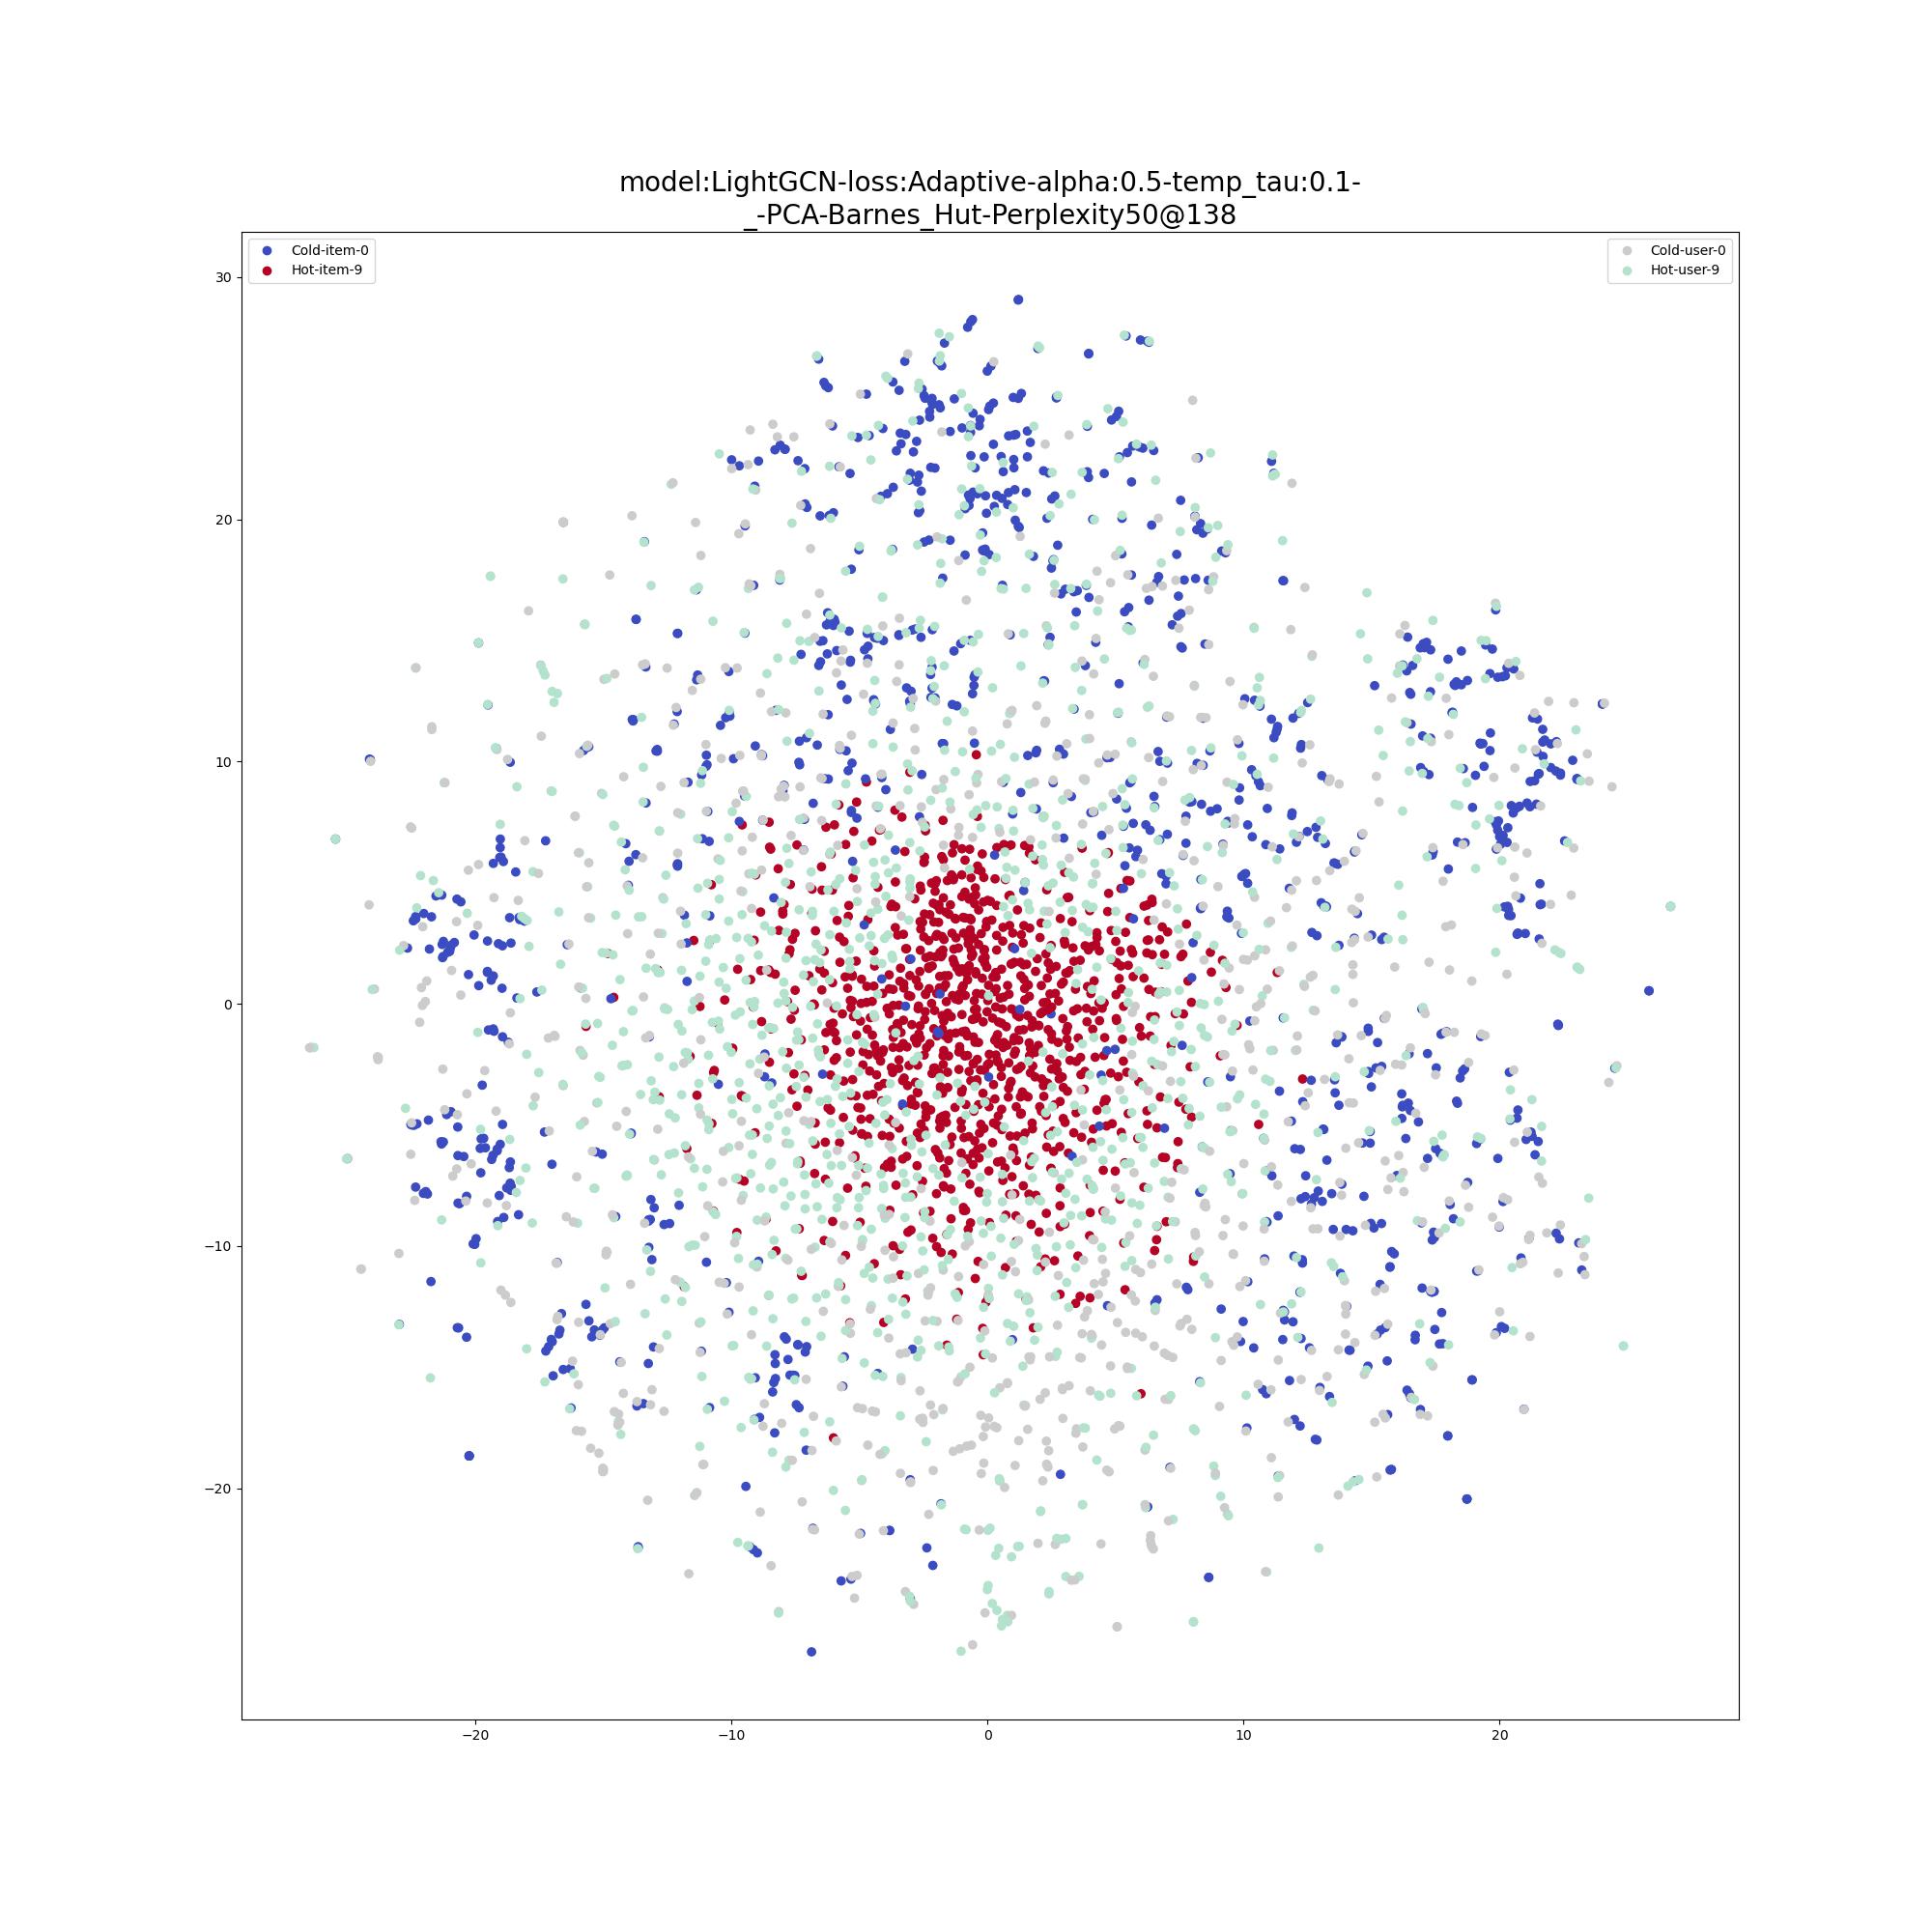 model:LightGCN-loss:Adaptive-alpha:0.5-temp_tau:0.1-
_-PCA-Barnes_Hut-Perplexity50@138
Cold-item-0
Hot-item-9
Cold-user-0
Hot-user-9
30
20
10
0
−10
−20
−20
−10
0
10
20